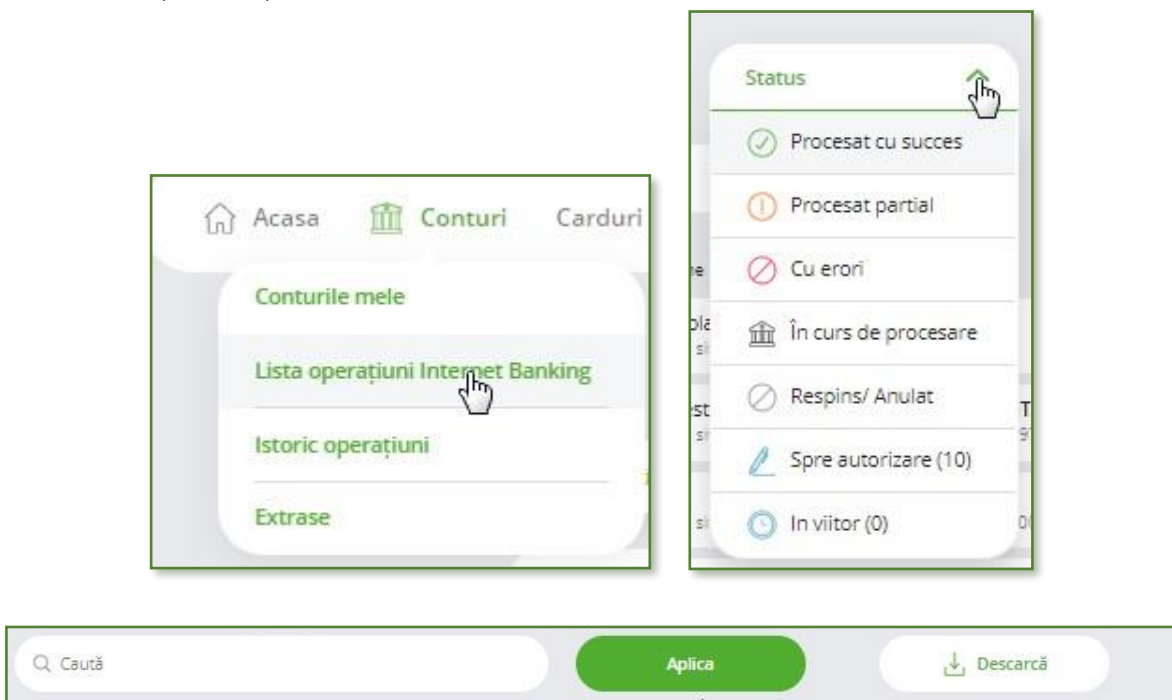 Acasa Conturi Carduri
Conturile mele
Lista operațiuni Internet Banking
Istoric operațiuni
Extrase
Status
Procesat cu succes
Procesat partial
Cu erori
În curs de procesare
Respins/ Anulat
Spre autorizare (10)
In viitor (0)
Caută
Aplica
Descarcă